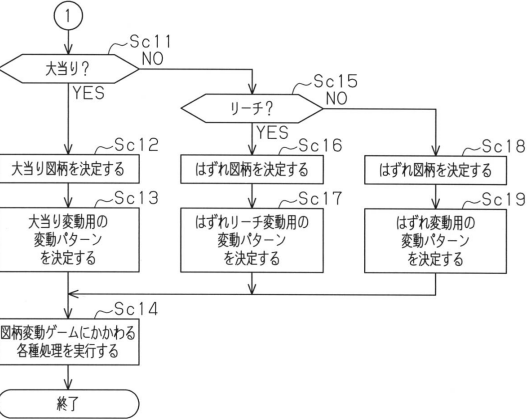 1
Sc11
大当り?
NO
YES
Sc15
リーチ?
NO
YES
Sc12
大当り図柄を決定する
Sc16
はずれ図柄を決定する
Sc18
はずれ図柄を決定する
Sc13
大当り変動用の
変動パターン
を決定する
Sc17
はずれリーチ変動用の
変動パターン
を決定する
Sc19
はずれ変動用の
変動パターン
を決定する
Sc14
図柄変動ゲームにかかわる
各種処理を実行する
終了